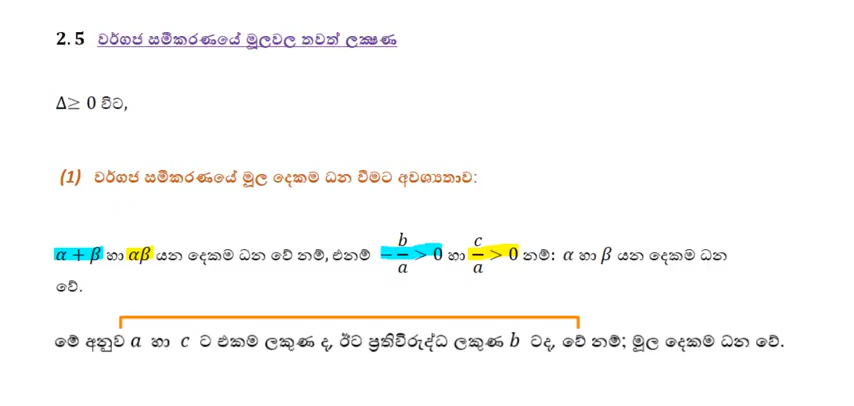 2.5 වර්ගජ සමීකරණයේ මූලවල තවත් ලක්‍ෂණ
Δ≥ 0 විට,
(1) වර්ගජ සමීකරණයේ මූල දෙකම ධන වීමට අවශ්‍යතාව:
α + β හා αβ යන දෙකම ධන වේ නම්, එනම් −b/a > 0 හා c/a > 0 නම්: α හා β යන දෙකම ධන
වේ.
මේ අනුව a හා c ට එකම ලකුණ ද, ඊට ප්‍රතිවිරුද්ධ ලකුණ b ටද, වේ නම්; මූල දෙකම ධන වේ.